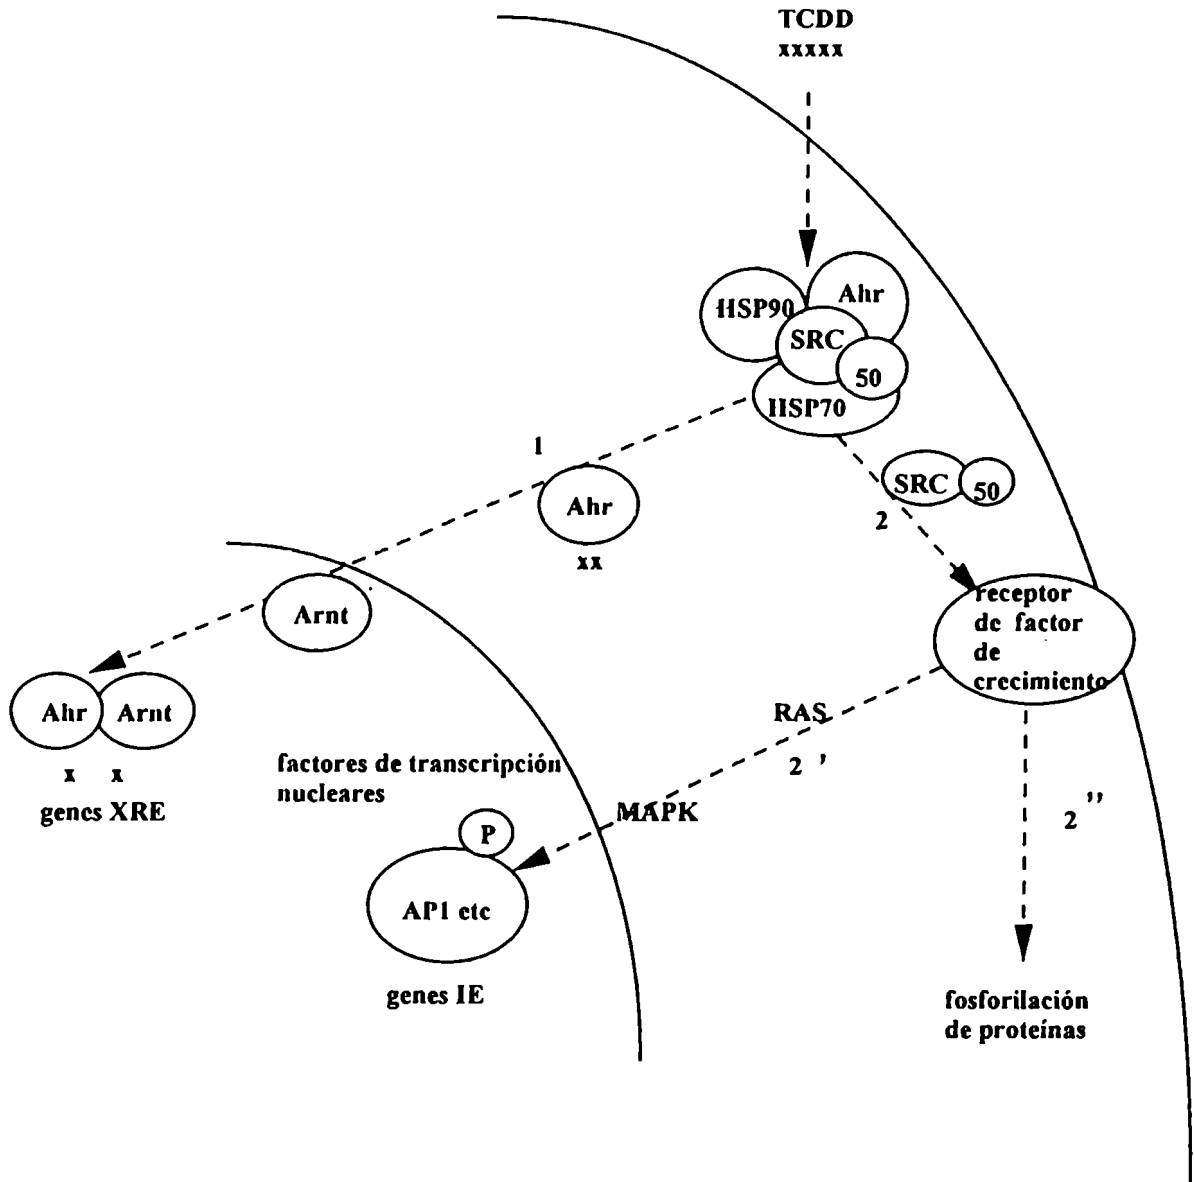 TCDD
xxxxx
HSP90
Ahr
SRC
50
HSP70
1
Ahr
xx
SRC
50
2
Arnt
receptor
de factor
de
crecimiento
Ahr
Arnt
x x
genes XRE
RAS
2 '
factores de transcripción
nucleares
MAPK
2 ''
P
AP1 etc
genes IE
fosforilación
de proteínas